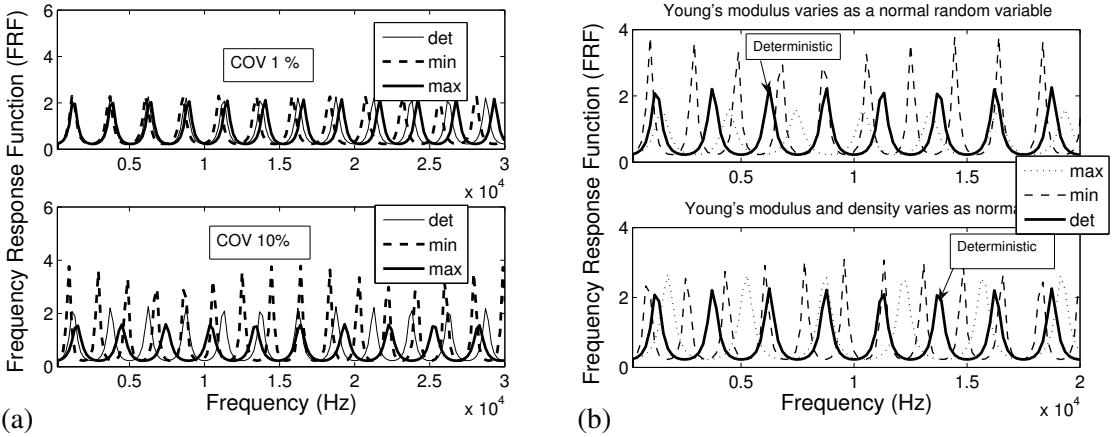 Frequency Response Function (FRF)
6
4
2
0
COV 1 %
det
min
max
0.5
1
1.5
2
2.5
3
x 10^4
6
4
2
0
COV 10%
det
min
max
0.5
1
1.5
2
2.5
3
x 10^4
Frequency (Hz)
(a)
Frequency Response Function (FRF)
Young's modulus varies as a normal random variable
4
2
0
Deterministic
0.5
1
1.5
2
x 10^4
max
min
det
Young's modulus and density varies as norma
4
2
0
Deterministic
0.5
1
1.5
2
x 10^4
Frequency (Hz)
(b)